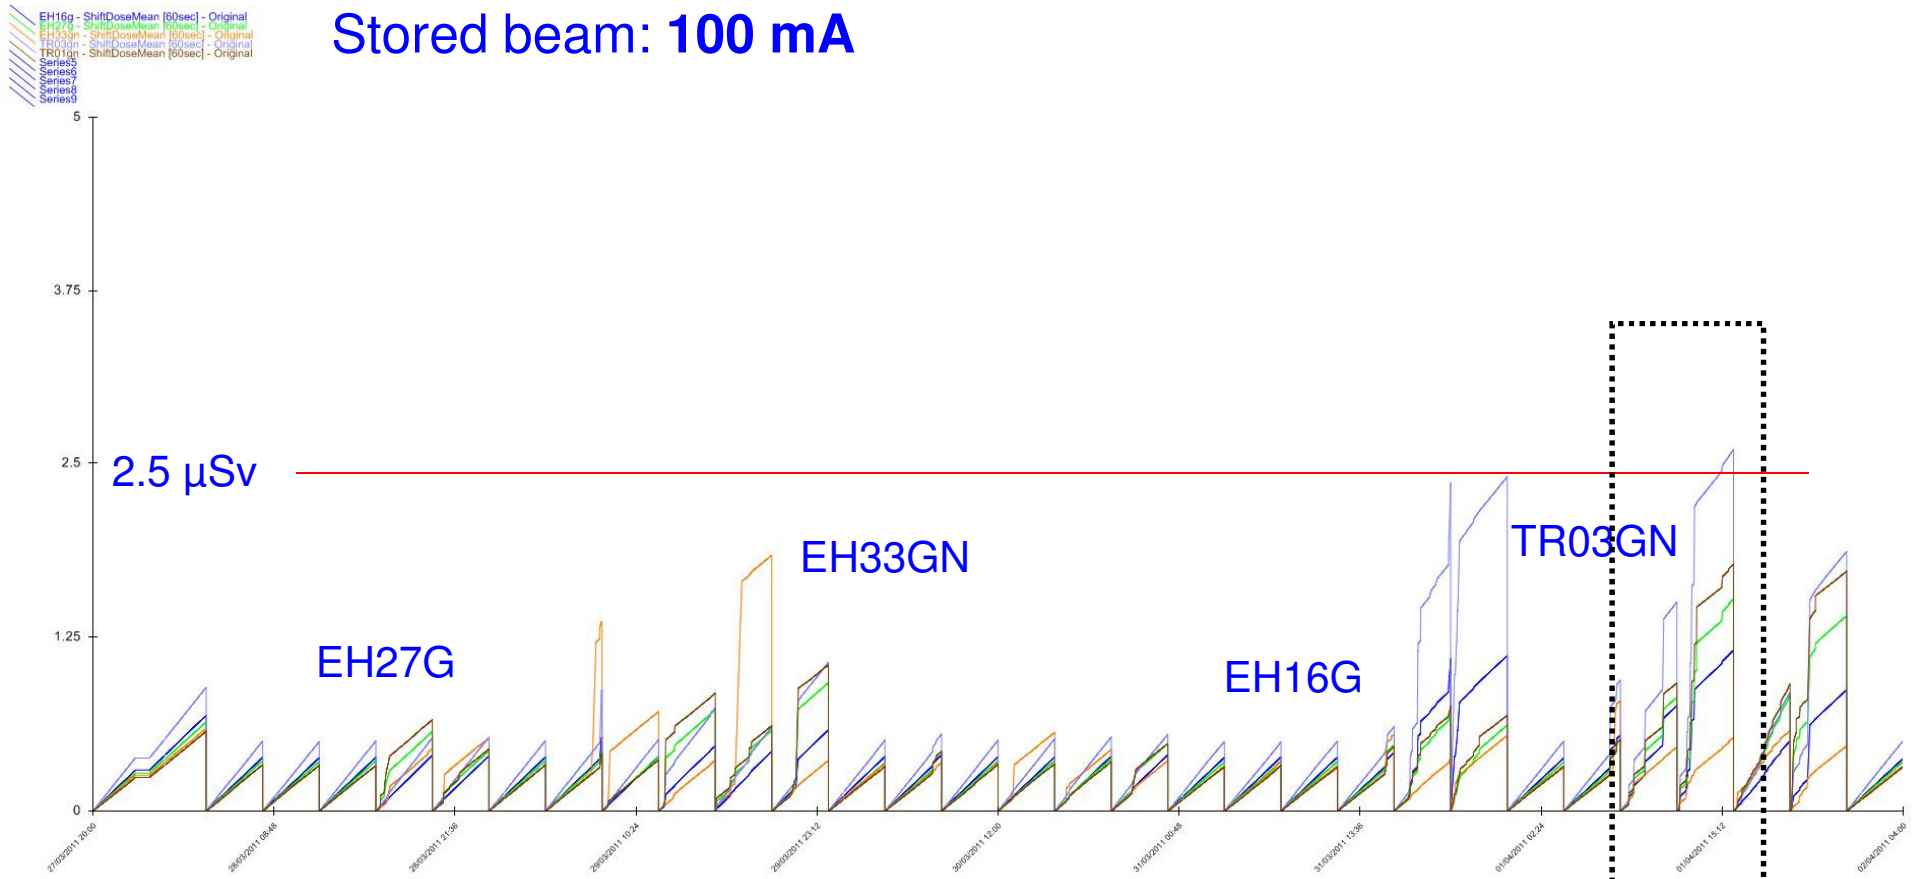 EH16g - ShiftDoseMean [60sec] - Original
EH27g - ShiftDoseMean [60sec] - Original
EH33gn - ShiftDoseMean [60sec] - Original
TR03gn - ShiftDoseMean [60sec] - Original
TR01gn - ShiftDoseMean [60sec] - Original
Series5
Series6
Series7
Series8
Series9
Stored beam: 100 mA
5
3.75
2.5
2.5 µSv
EH33GN
TR03GN
1.25
EH27G
EH16G
0
27/03/2011 20:00
28/03/2011 08:48
28/03/2011 21:36
29/03/2011 10:24
29/03/2011 23:12
30/03/2011 12:00
31/03/2011 00:48
31/03/2011 13:36
01/04/2011 02:24
01/04/2011 15:12
02/04/2011 04:00